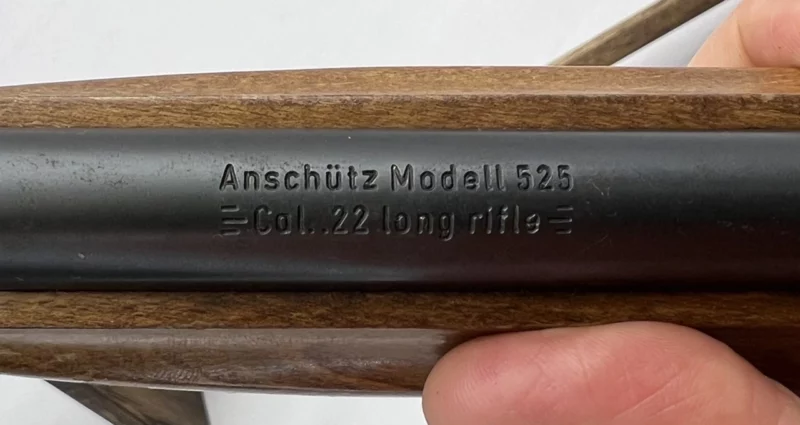 Anschütz Modell 525
Cal. .22 long rifle